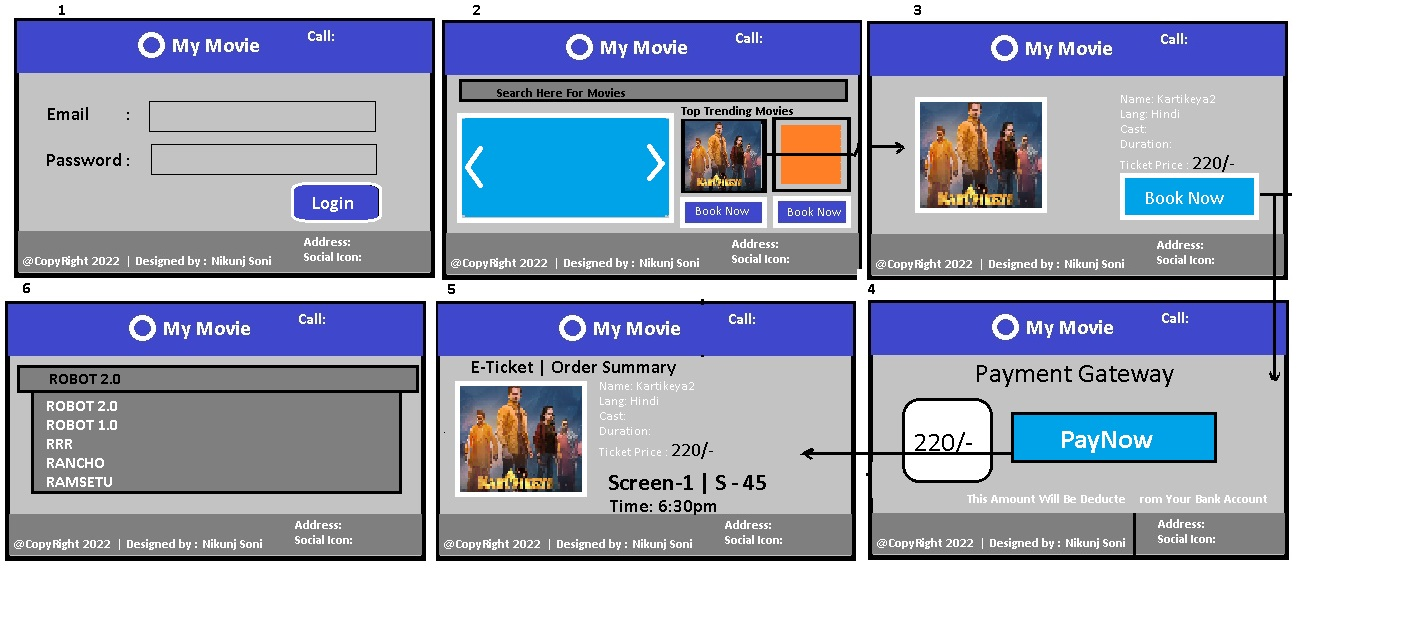 1
My Movie
Call:
Email :
Password :
Login
Address:
Social Icon:
@CopyRight 2022 | Designed by : Nikunj Soni
2
My Movie
Call:
Search Here For Movies
Top Trending Movies
KARTIKEYA
Book Now
Book Now
Address:
Social Icon:
@CopyRight 2022 | Designed by : Nikunj Soni
3
My Movie
Call:
Name: Kartikeya2
Lang: Hindi
Cast:
Duration:
Ticket Price : 220/-
KARTIKEYA
Book Now
Address:
Social Icon:
@CopyRight 2022 | Designed by : Nikunj Soni
6
My Movie
Call:
ROBOT 2.0
ROBOT 2.0
ROBOT 1.0
RRR
RANCHO
RAMSETU
Address:
Social Icon:
@CopyRight 2022 | Designed by : Nikunj Soni
5
My Movie
Call:
E-Ticket | Order Summary
Name: Kartikeya2
Lang: Hindi
Cast:
Duration:
Ticket Price : 220/-
KARTIKEYA
Screen-1 | S - 45
Time: 6:30pm
Address:
Social Icon:
@CopyRight 2022 | Designed by : Nikunj Soni
4
My Movie
Call:
Payment Gateway
220/-
PayNow
This Amount Will Be Deducte rom Your Bank Account
Address:
Social Icon:
@CopyRight 2022 | Designed by : Nikunj Soni